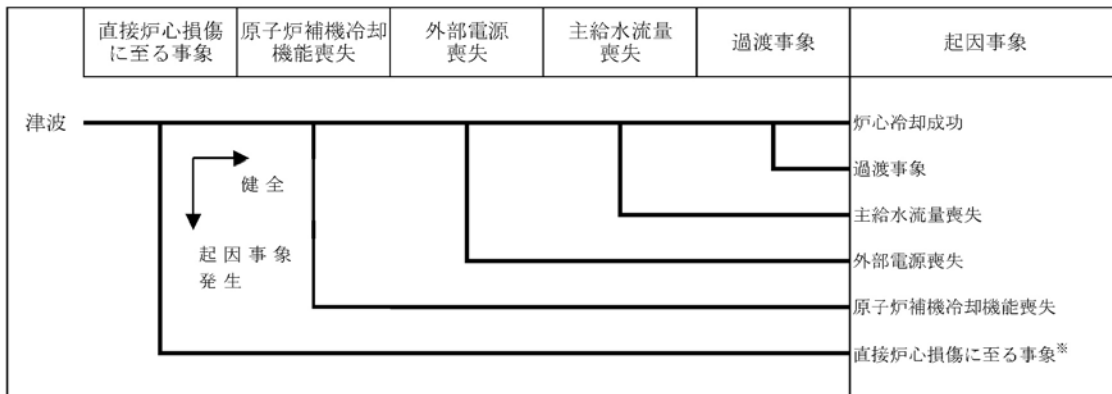 直接炉心損傷
に至る事象
原子炉補機冷却
機能喪失
外部電源
喪失
主給水流量
喪失
過渡事象
起因事象
津波
炉心冷却成功
健全
過渡事象
主給水流量喪失
起因事象
発生
外部電源喪失
原子炉補機冷却機能喪失
直接炉心損傷に至る事象※